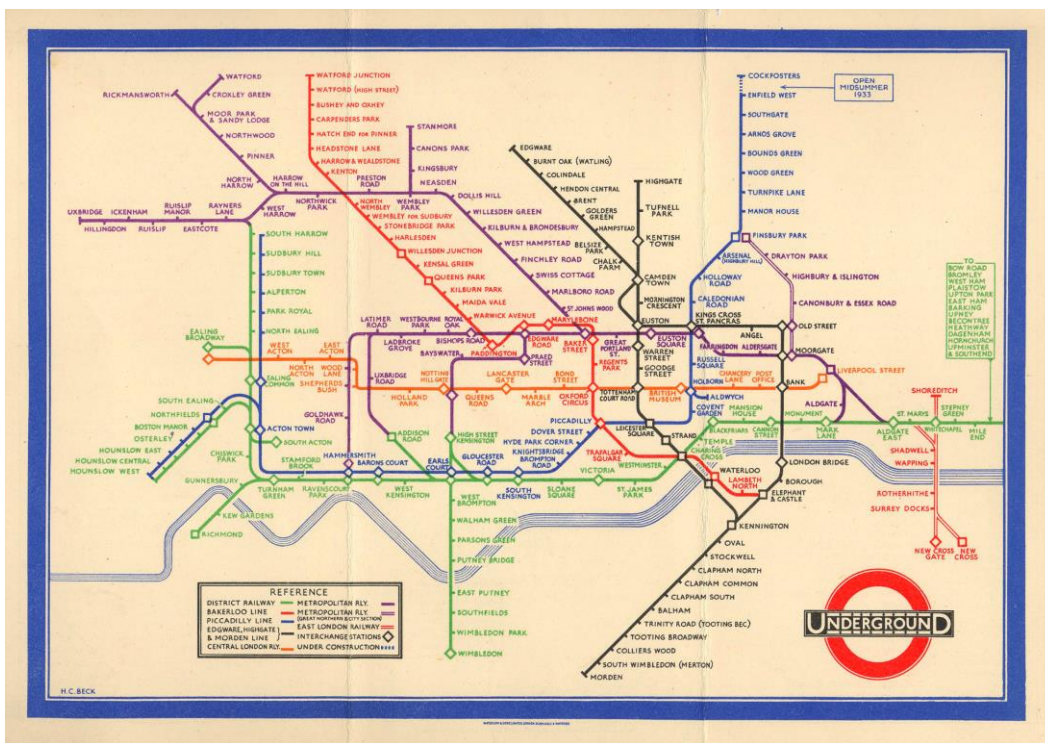 WATFORD
RICKMANSWORTH
CROXLEY GREEN
MOOR PARK
& SANDY LODGE
NORTHWOOD
PINNER
NORTH
HARROW
HARROW
ON THE HILL
NORTHWICK
PARK
PRESTON
ROAD
WEMBLEY
PARK
NEASDEN
STANMORE
CANONS PARK
KINGSBURY
DOLLIS HILL
WILLESDEN GREEN
KILBURN & BRONDESBURY
WEST HAMPSTEAD
FINCHLEY ROAD
SWISS COTTAGE
MARLBORO ROAD
ST JOHNS WOOD
UXBRIDGE
HILLINGDON
ICKENHAM
RUISLIP
RUISLIP
MANOR
EASTCOTE
RAYNERS
LANE
WEST
HARROW
WATFORD JUNCTION
WATFORD (HIGH STREET)
BUSHEY AND OXHEY
CARPENDERS PARK
HATCH END FOR PINNER
HEADSTONE LANE
HARROW & WEALDSTONE
KENTON
NORTH
WEMBLEY
WEMBLEY FOR SUDBURY
STONEBRIDGE PARK
HARLESDEN
WILLESDEN JUNCTION
KENSAL GREEN
QUEENS PARK
KILBURN PARK
MAIDA VALE
WARWICK AVENUE
PADDINGTON
EDGWARE
ROAD
MARYLEBONE
BAKER
STREET
REGENTS
PARK
OXFORD
CIRCUS
PICCADILLY
TRAFALGAR
SQUARE
CHARING
CROSS
WATERLOO
LAMBETH
NORTH
ELEPHANT
& CASTLE
EDGWARE
BURNT OAK (WATLING)
COLINDALE
HENDON CENTRAL
BRENT
GOLDERS
GREEN
HAMPSTEAD
BELSIZE
PARK
CHALK
FARM
CAMDEN
TOWN
HIGHGATE
TUFNELL
PARK
KENTISH
TOWN
MORNINGTON
CRESCENT
EUSTON
WARREN
STREET
GOODGE
STREET
TOTTENHAM
COURT ROAD
LEICESTER
SQUARE
STRAND
KINGS CROSS
ST. PANCRAS
ANGEL
OLD STREET
MOORGATE
BANK
LONDON BRIDGE
BOROUGH
KENNINGTON
OVAL
STOCKWELL
CLAPHAM NORTH
CLAPHAM COMMON
CLAPHAM SOUTH
BALHAM
TRINITY ROAD (TOOTING BEC)
TOOTING BROADWAY
COLLIERS WOOD
SOUTH WIMBLEDON (MERTON)
MORDEN
COCKFOSTERS
OPEN
MIDSUMMER
1933
ENFIELD WEST
SOUTHGATE
ARNOS GROVE
BOUNDS GREEN
WOOD GREEN
TURNPIKE LANE
MANOR HOUSE
FINSBURY PARK
ARSENAL
(HIGHBURY HILL)
HOLLOWAY
ROAD
CALEDONIAN
ROAD
RUSSELL
SQUARE
HOLBORN
ALDWYCH
COVENT
GARDEN
DOVER STREET
HYDE PARK CORNER
KNIGHTSBRIDGE
BROMPTON
ROAD
SOUTH
KENSINGTON
GLOUCESTER
ROAD
EARLS
COURT
BARONS COURT
HAMMERSMITH
DRAYTON PARK
HIGHBURY & ISLINGTON
CANONBURY & ESSEX ROAD
SOUTH HARROW
SUDBURY HILL
SUDBURY TOWN
ALPERTON
PARK ROYAL
NORTH EALING
EALING
BROADWAY
EALING
COMMON
ACTON TOWN
SOUTH ACTON
SOUTH EALING
NORTHFIELDS
BOSTON MANOR
OSTERLEY
HOUNSLOW EAST
HOUNSLOW CENTRAL
HOUNSLOW WEST
CHISWICK
PARK
GUNNERSBURY
KEW GARDENS
RICHMOND
TURNHAM
GREEN
STAMFORD
BROOK
RAVENSCOURT
PARK
WEST
KENSINGTON
WEST
ACTON
EAST
ACTON
NORTH
ACTON
WOOD
LANE
SHEPHERDS
BUSH
GOLDHAWK
ROAD
LATIMER
ROAD
LADBROKE
GROVE
WESTBOURNE
PARK
ROYAL
OAK
BISHOPS ROAD
UXBRIDGE
ROAD
ADDISON
ROAD
HOLLAND
PARK
NOTTING
HILL GATE
BAYSWATER
PRAED
STREET
QUEENS
ROAD
LANCASTER
GATE
MARBLE
ARCH
BOND
STREET
HIGH STREET
KENSINGTON
GREAT
PORTLAND
ST.
EUSTON
SQUARE
FARRINGDON
ALDERSGATE
BRITISH
MUSEUM
CHANCERY
LANE
POST
OFFICE
LIVERPOOL STREET
ALDGATE
SLOANE
SQUARE
VICTORIA
ST. JAMES
PARK
WESTMINSTER
TEMPLE
BLACKFRIARS
MANSION
HOUSE
CANNON
STREET
MONUMENT
MARK
LANE
ALDGATE
EAST
ST. MARYS
WHITECHAPEL
STEPNEY
GREEN
MILE
END
TO
BOW ROAD
BROMLEY
WEST HAM
PLAISTOW
UPTON PARK
EAST HAM
BARKING
UPNEY
BECONTREE
HEATHWAY
DAGENHAM
HORNCHURCH
UPMINSTER
& SOUTHEND
SHOREDITCH
SHADWELL
WAPPING
ROTHERHITHE
SURREY DOCKS
NEW CROSS
GATE
NEW
CROSS
WEST
BROMPTON
WALHAM GREEN
PARSONS GREEN
PUTNEY BRIDGE
EAST PUTNEY
SOUTHFIELDS
WIMBLEDON PARK
WIMBLEDON
REFERENCE
DISTRICT RAILWAY
BAKERLOO LINE
PICCADILLY LINE
EDGWARE, HIGHGATE
& MORDEN LINE
CENTRAL LONDON RLY.
METROPOLITAN RLY.
METROPOLITAN RLY.
(GREAT NORTHERN & CITY SECTION)
EAST LONDON RAILWAY
INTERCHANGE STATIONS
UNDER CONSTRUCTION
UNDERGROUND
H.C. BECK